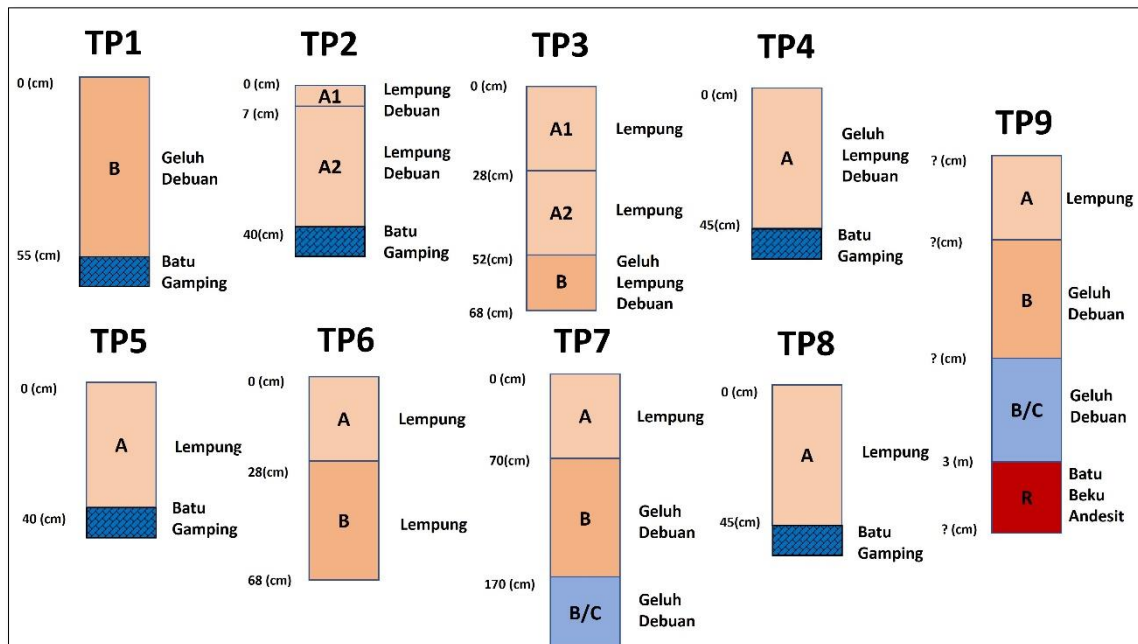 TP1
0 (cm)
B
Geluh
Debuan
55 (cm)
Batu
Gamping
TP2
0 (cm)
A1
Lempung
Debuan
7 (cm)
A2
Lempung
Debuan
40(cm)
Batu
Gamping
TP3
0 (cm)
A1
Lempung
28(cm)
A2
Lempung
52(cm)
B
Geluh
Lempung
Debuan
68 (cm)
TP4
0 (cm)
A
Geluh
Lempung
Debuan
45(cm)
Batu
Gamping
TP9
? (cm)
A
Lempung
?(cm)
B
Geluh
Debuan
? (cm)
B/C
Geluh
Debuan
3 (m)
R
Batu
Beku
Andesit
? (cm)
TP5
0 (cm)
A
Lempung
40 (cm)
Batu
Gamping
TP6
0 (cm)
A
Lempung
28(cm)
B
Lempung
68 (cm)
TP7
0 (cm)
A
Lempung
70(cm)
B
Geluh
Debuan
170 (cm)
B/C
Geluh
Debuan
TP8
0 (cm)
A
Lempung
45(cm)
Batu
Gamping